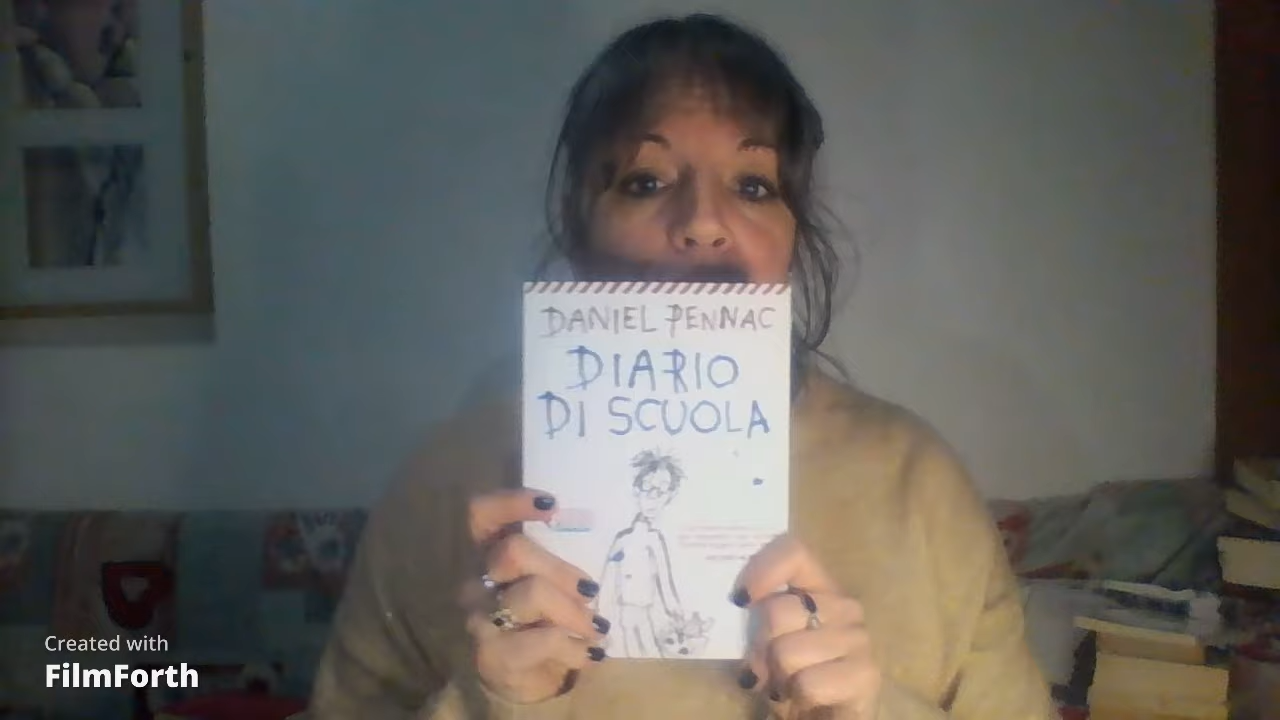 DANIEL PENNAC
DIARIO
DI SCUOLA
Created with
FilmForth